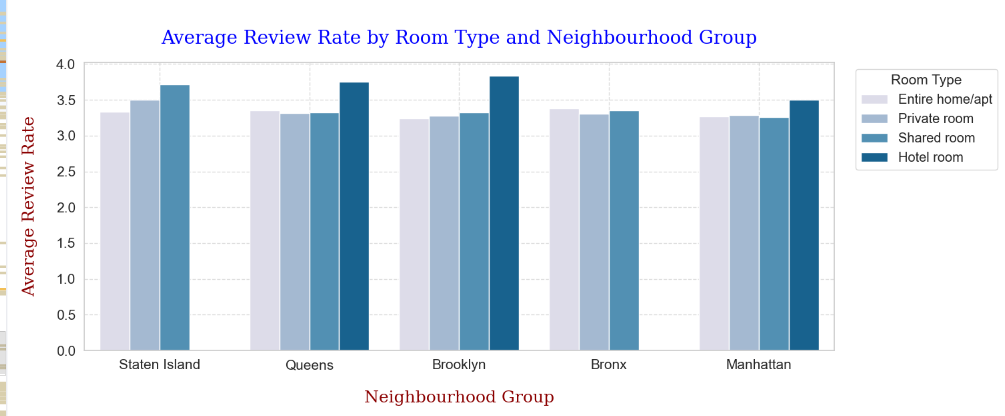 Average Review Rate by Room Type and Neighbourhood Group
Average Review Rate
4.0
3.5
3.0
2.5
2.0
1.5
1.0
0.5
0.0
Staten Island
Queens
Brooklyn
Bronx
Manhattan
Neighbourhood Group
Room Type
Entire home/apt
Private room
Shared room
Hotel room